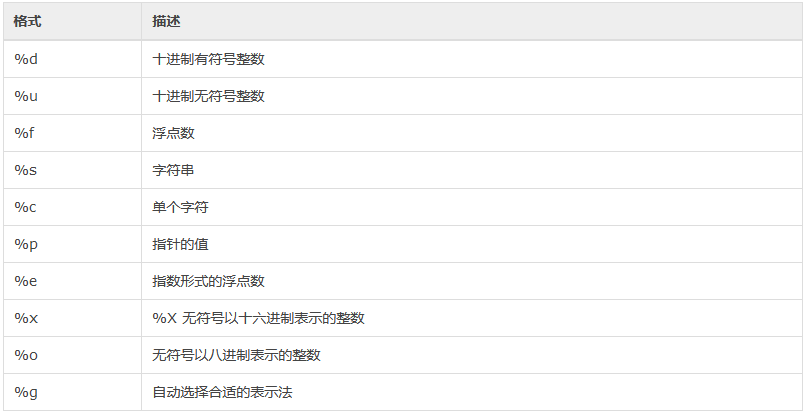 格式 描述
%d 十进制有符号整数
%u 十进制无符号整数
%f 浮点数
%s 字符串
%c 单个字符
%p 指针的值
%e 指数形式的浮点数
%x %X 无符号以十六进制表示的整数
%o 无符号以八进制表示的整数
%g 自动选择合适的表示法